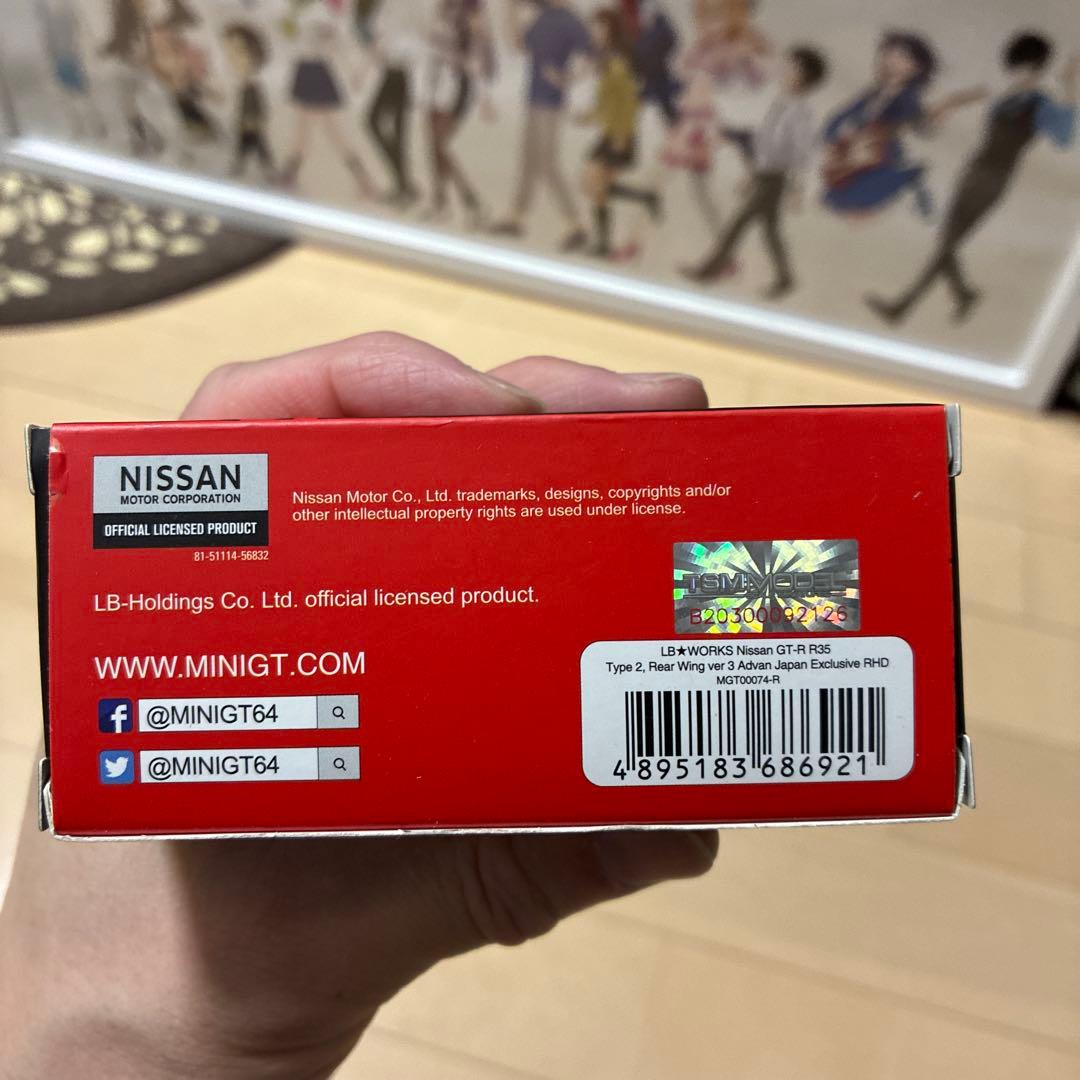 NISSAN
MOTOR CORPORATION
OFFICIAL LICENSED PRODUCT
81-51114-56832
Nissan Motor Co., Ltd. trademarks, designs, copyrights and/or
other intellectual property rights are used under license.
LB-Holdings Co. Ltd. official licensed product.
WWW.MINIGT.COM
@MINIGT64
@MINIGT64
TSM MODEL
B20300092126
LB★WORKS Nissan GT-R R35
Type 2, Rear Wing ver 3 Advan Japan Exclusive RHD
MGT00074-R
4 895183 686921